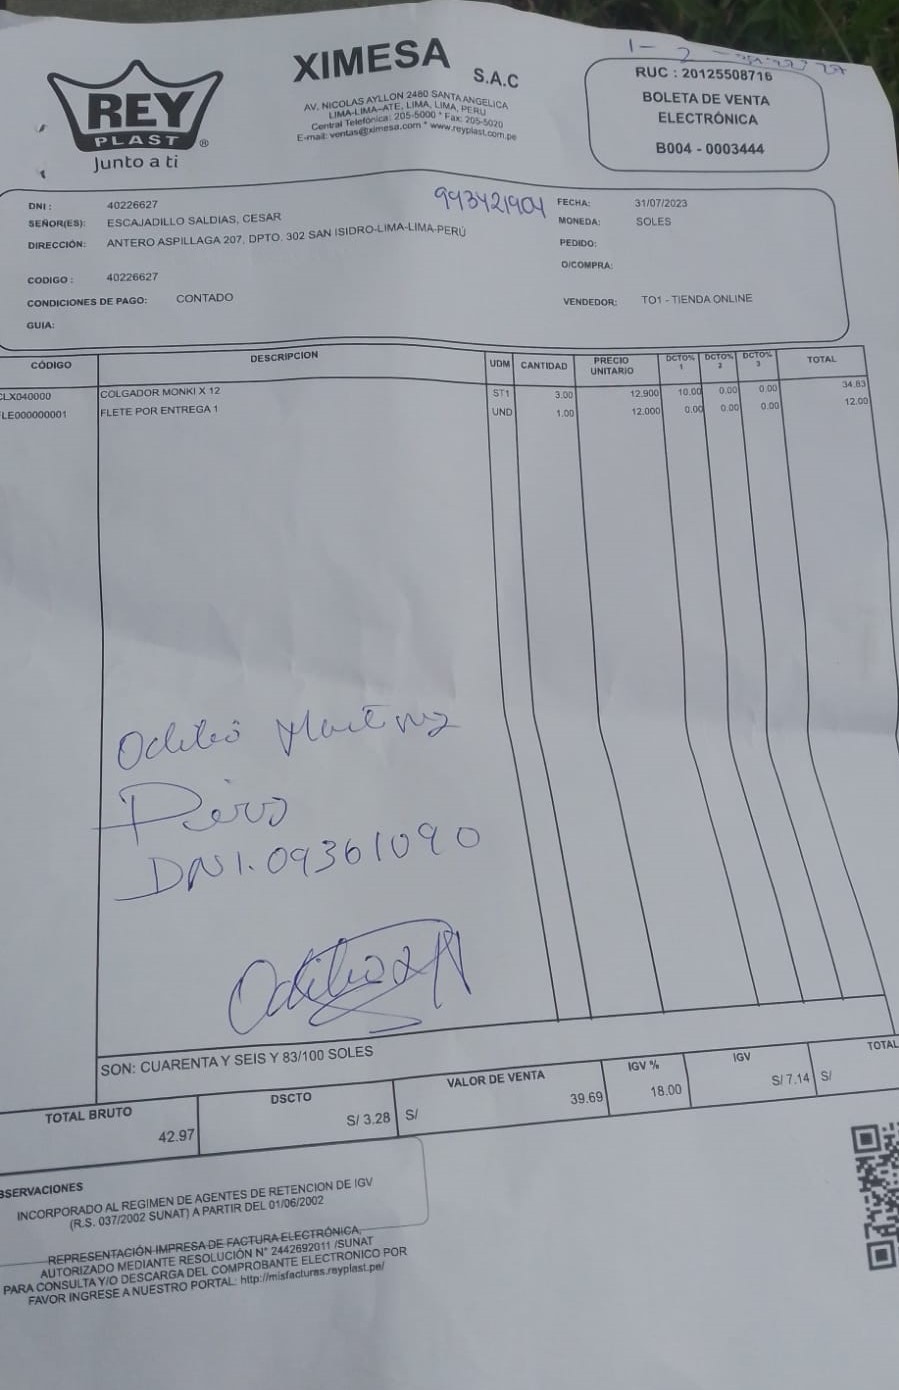 REY
PLAST ®
Junto a ti
XIMESA S.A.C
AV. NICOLAS AYLLON 2480 SANTA ANGELICA
LIMA-LIMA-ATE, LIMA, LIMA, PERU
Central Telefónica: 205-5000 * Fax: 205-5020
E-mail: ventas@ximesa.com * www.reyplast.com.pe
1- 2
RUC : 20125508716
BOLETA DE VENTA
ELECTRÓNICA
B004 - 0003444
993421904
DNI : 40226627
SEÑOR(ES): ESCAJADILLO SALDIAS, CESAR
DIRECCIÓN: ANTERO ASPILLAGA 207, DPTO. 302 SAN ISIDRO-LIMA-LIMA-PERÚ
CODIGO : 40226627
CONDICIONES DE PAGO: CONTADO
GUIA:
FECHA: 31/07/2023
MONEDA: SOLES
PEDIDO:
O/COMPRA:
VENDEDOR: TO1 - TIENDA ONLINE
CÓDIGO DESCRIPCION UDM CANTIDAD PRECIO UNITARIO DCTO% 1 DCTO% 2 DCTO% 3 TOTAL
CLX040000 COLGADOR MONKI X 12 ST1 3.00 12.900 10.00 0.00 0.00 34.83
FLE000000001 FLETE POR ENTREGA 1 UND 1.00 12.000 0.00 0.00 0.00 12.00
Odilio Martinez
DNI. 09361090
SON: CUARENTA Y SEIS Y 83/100 SOLES
TOTAL BRUTO DSCTO VALOR DE VENTA IGV % IGV TOTAL
42.97 S/ 3.28 S/ 39.69 18.00 S/ 7.14 S/
BSERVACIONES
INCORPORADO AL REGIMEN DE AGENTES DE RETENCION DE IGV
(R.S. 037/2002 SUNAT) A PARTIR DEL 01/06/2002
REPRESENTACIÓN IMPRESA DE FACTURA ELECTRÓNICA,
AUTORIZADO MEDIANTE RESOLUCIÓN N° 2442692011 /SUNAT
PARA CONSULTA Y/O DESCARGA DEL COMPROBANTE ELECTRONICO POR
FAVOR INGRESE A NUESTRO PORTAL: http://misfacturas.reyplast.pe/